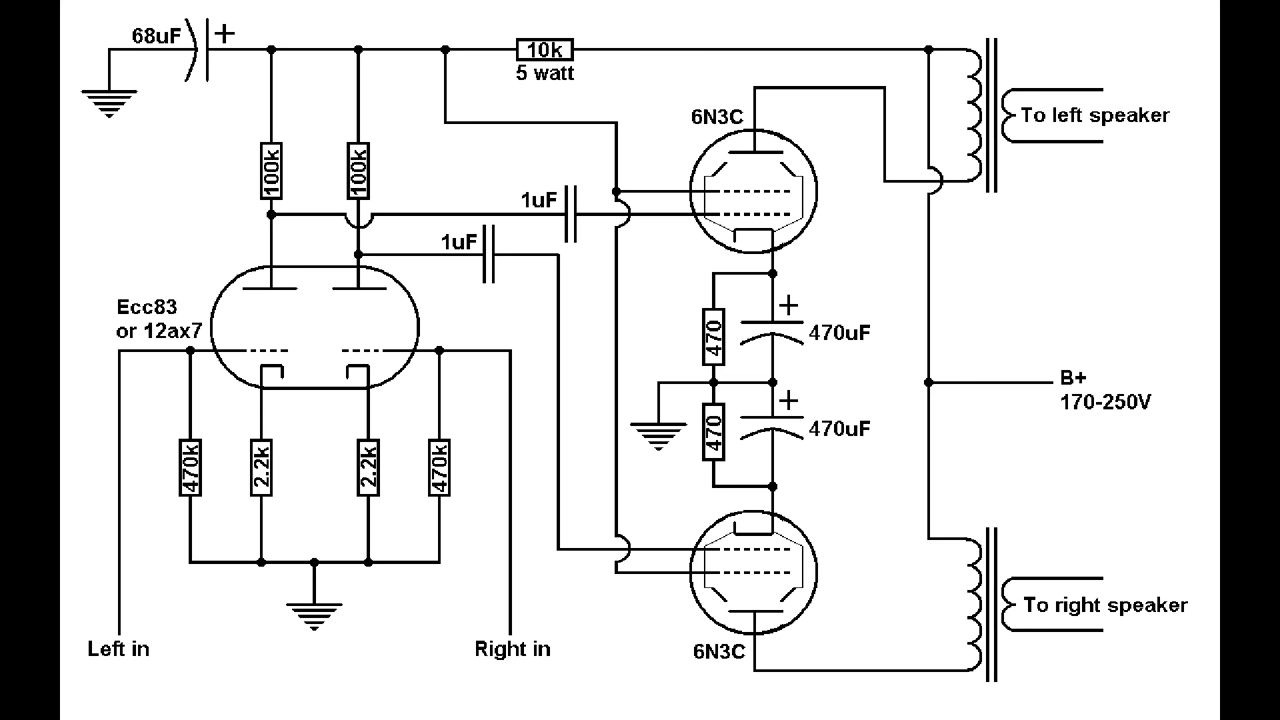 68uF +
10k
5 watt
6N3C
To left speaker
100k
100k
1uF
1uF
Ecc83
or 12ax7
+
470
470uF
B+
170-250V
+
470
470uF
470k
2.2k
2.2k
470k
To right speaker
Left in
Right in
6N3C